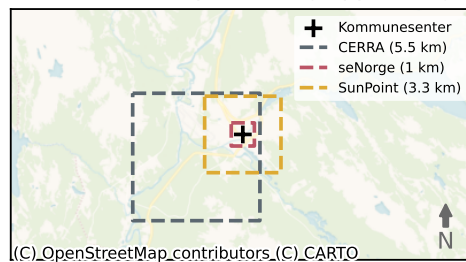 Kommunesenter
CERRA (5.5 km)
seNorge (1 km)
SunPoint (3.3 km)
N
(C) OpenStreetMap contributors (C) CARTO